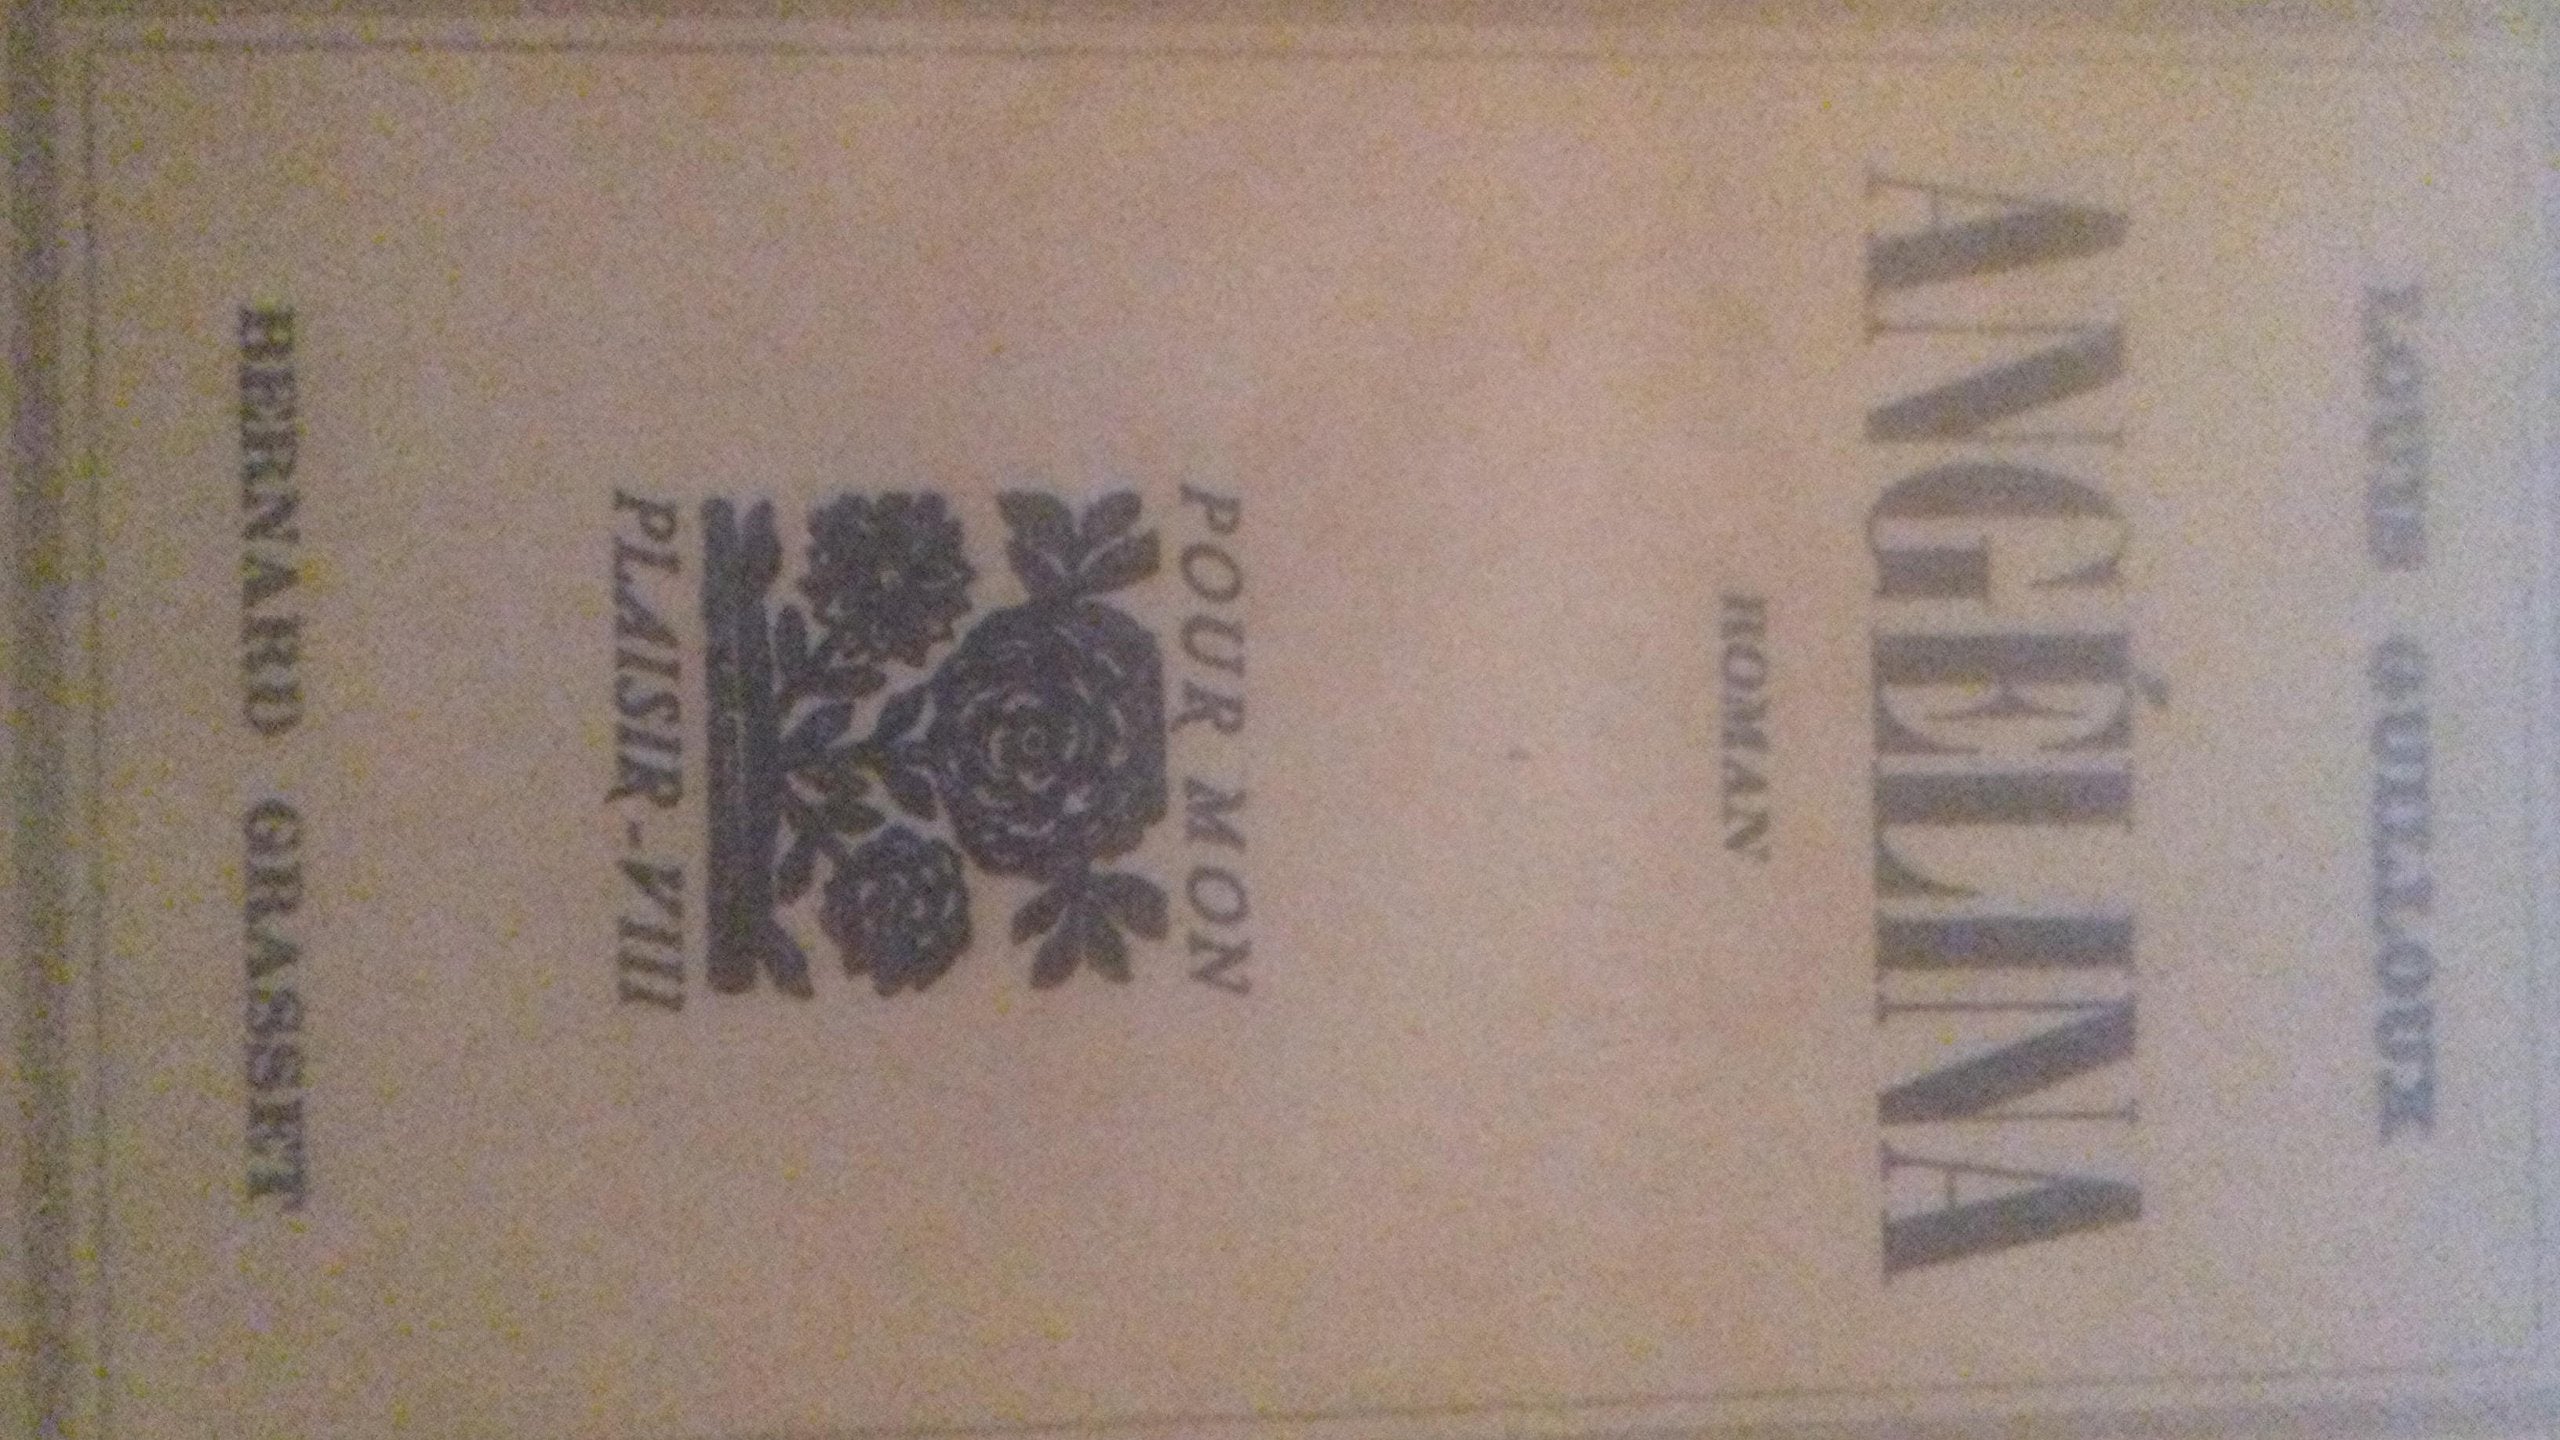 LOUIS GUILLOUX
ANGÉLINA
ROMAN
POUR MON
PLAISIR-VIII
BERNARD GRASSET